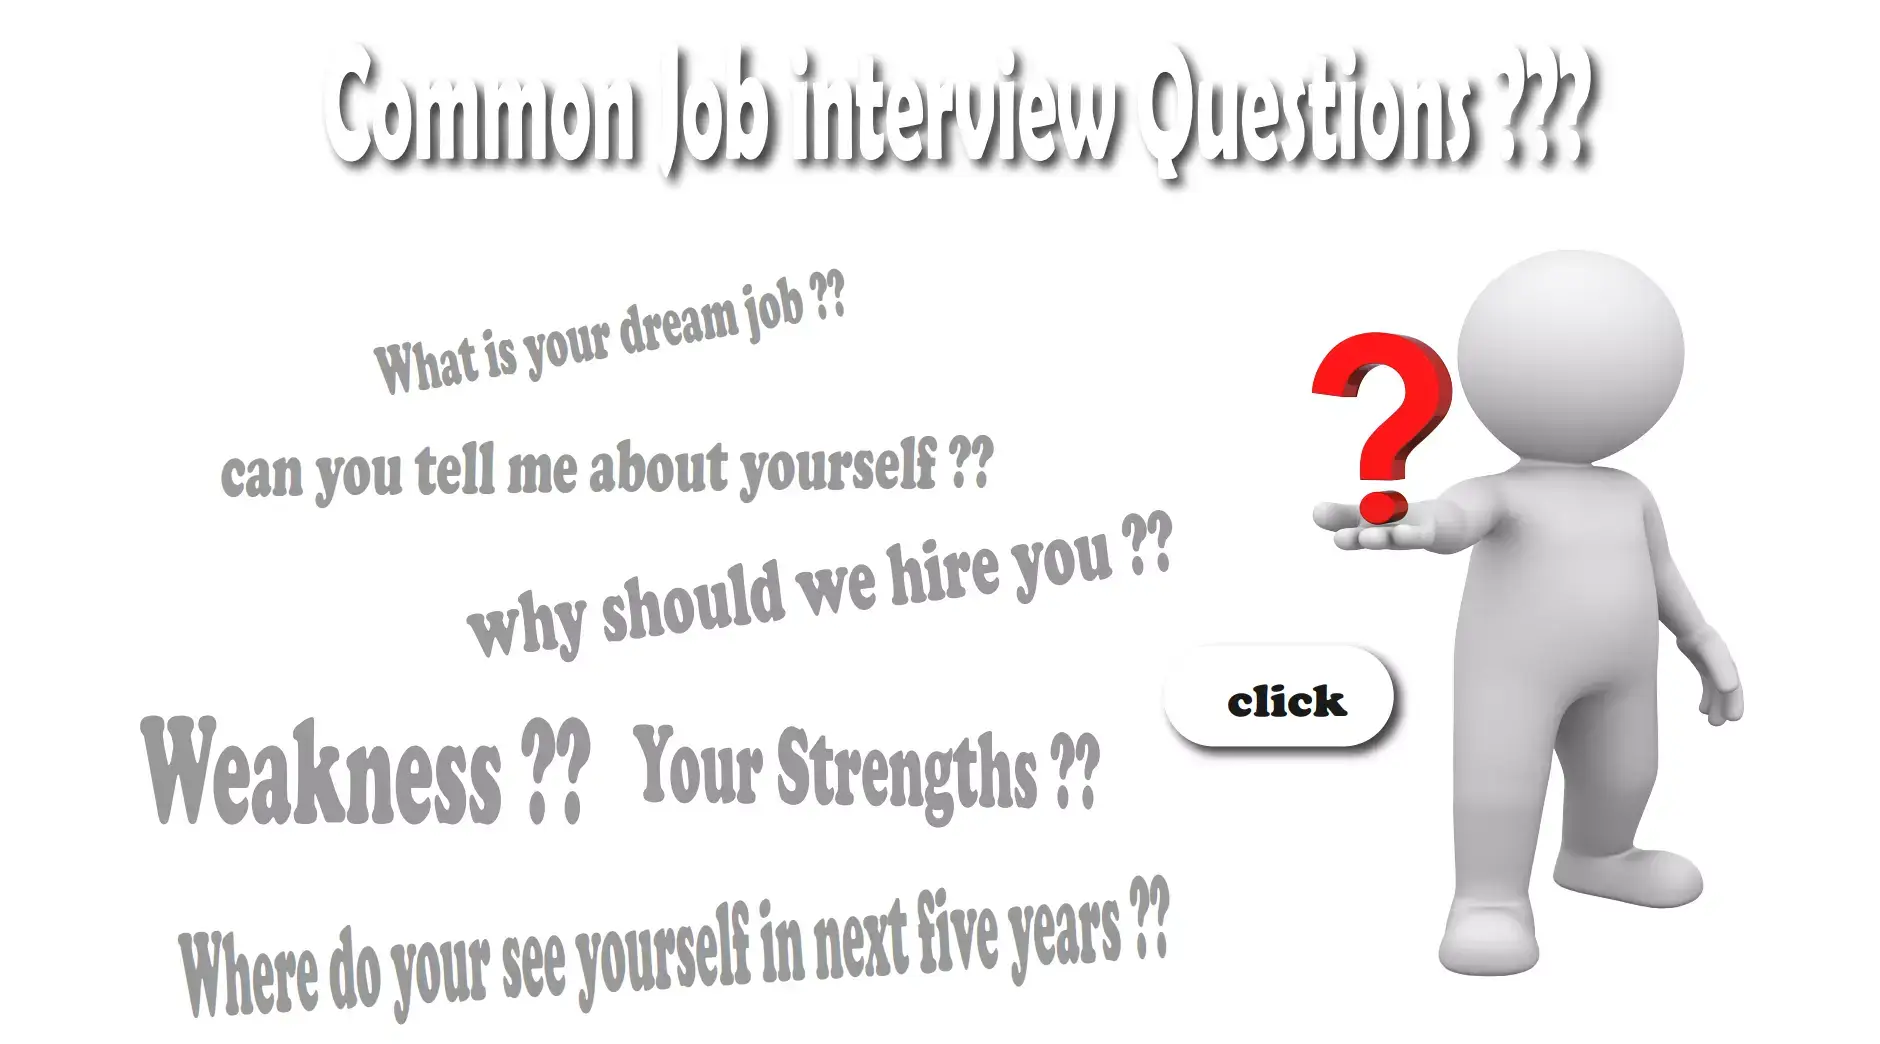 Common Job interview Questions ???
What is your dream job ??
can you tell me about yourself ??
why should we hire you ??
click
Weakness ?? Your Strengths ??
Where do your see yourself in next five years ??